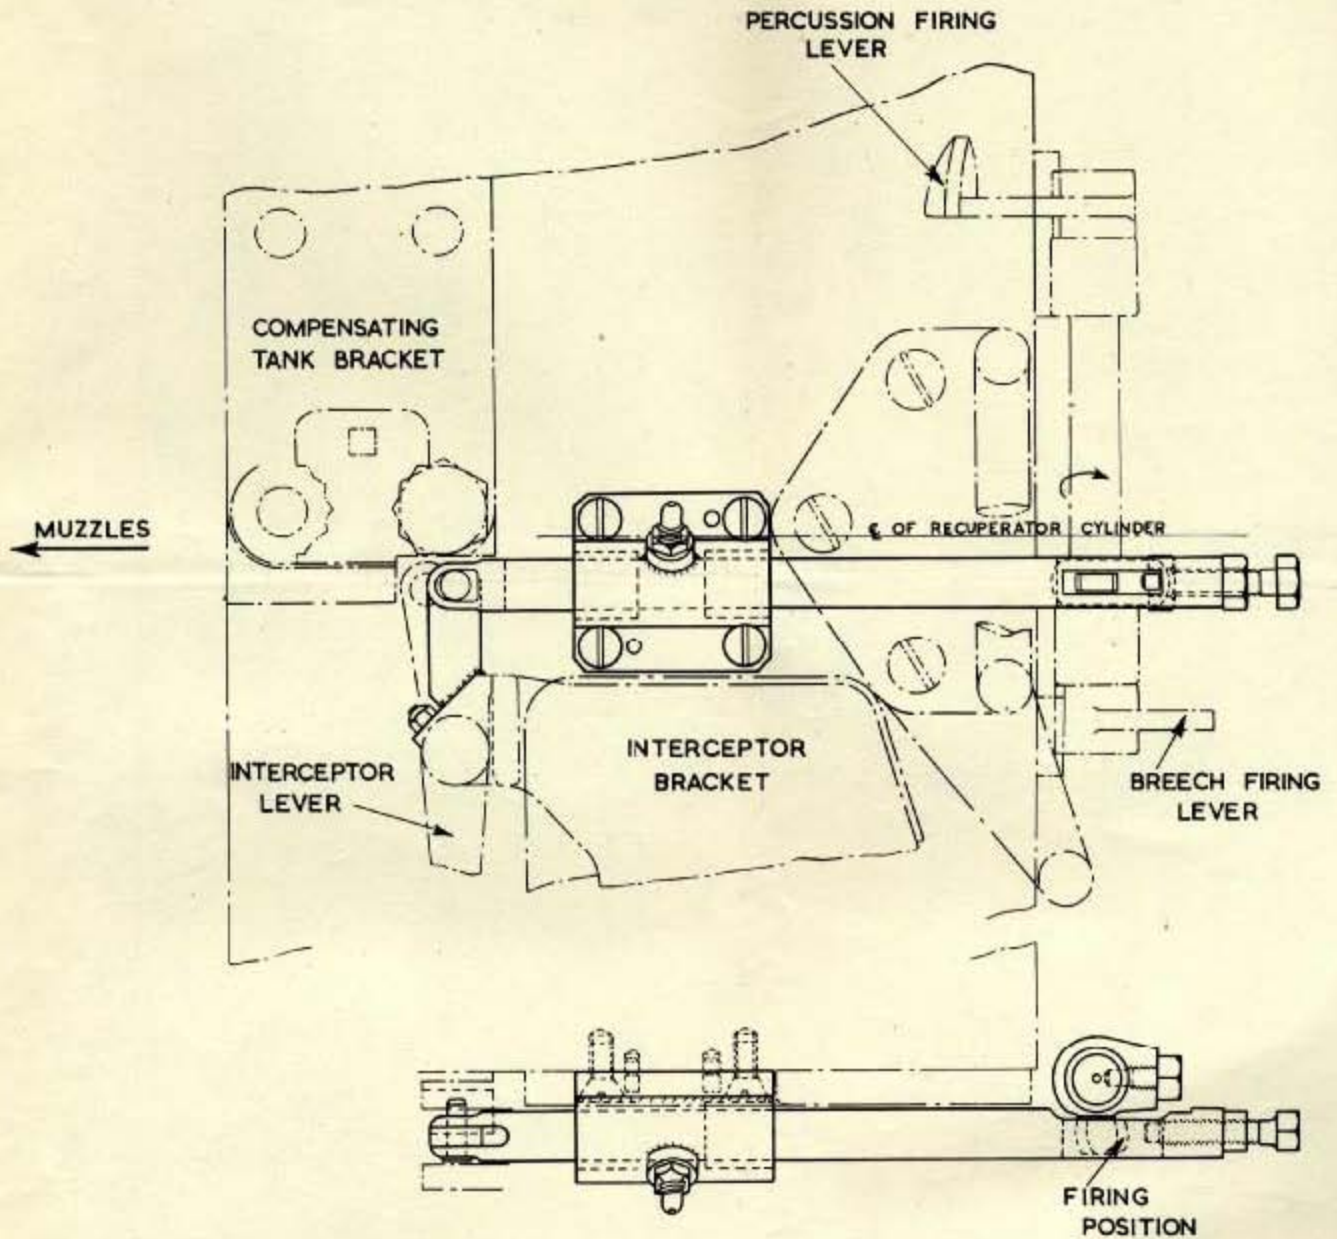 PERCUSSION FIRING
LEVER
COMPENSATING
TANK BRACKET
MUZZLES
℄ OF RECUPERATOR CYLINDER
INTERCEPTOR
LEVER
INTERCEPTOR
BRACKET
BREECH FIRING
LEVER
FIRING
POSITION